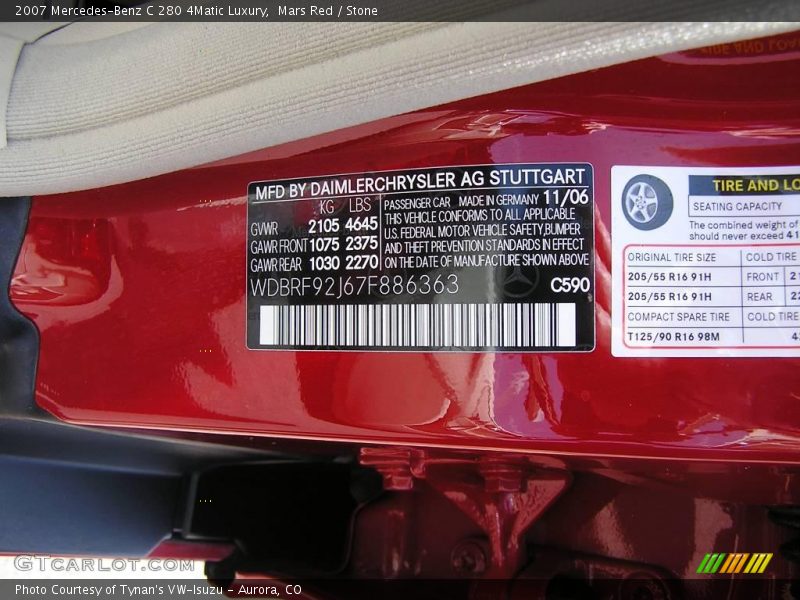 2007 Mercedes-Benz C 280 4Matic Luxury,  Mars Red / Stone
MFD BY DAIMLERCHRYSLER AG STUTTGART
KG LBS
GVWR 2105 4645
GAWR FRONT 1075 2375
GAWR REAR 1030 2270
PASSENGER CAR MADE IN GERMANY 11/06
THIS VEHICLE CONFORMS TO ALL APPLICABLE
U.S. FEDERAL MOTOR VEHICLE SAFETY,BUMPER
AND THEFT PREVENTION STANDARDS IN EFFECT
ON THE DATE OF MANUFACTURE SHOWN ABOVE
WDBRF92J67F886363 C590
TIRE AND LO
SEATING CAPACITY
The combined weight of
should never exceed 41
ORIGINAL TIRE SIZE COLD TIRE
205/55 R16 91H FRONT 21
205/55 R16 91H REAR 22
COMPACT SPARE TIRE COLD TIRE
T125/90 R16 98M 42
GTCARLOT.COM
Photo Courtesy of Tynan's VW-Isuzu - Aurora, CO